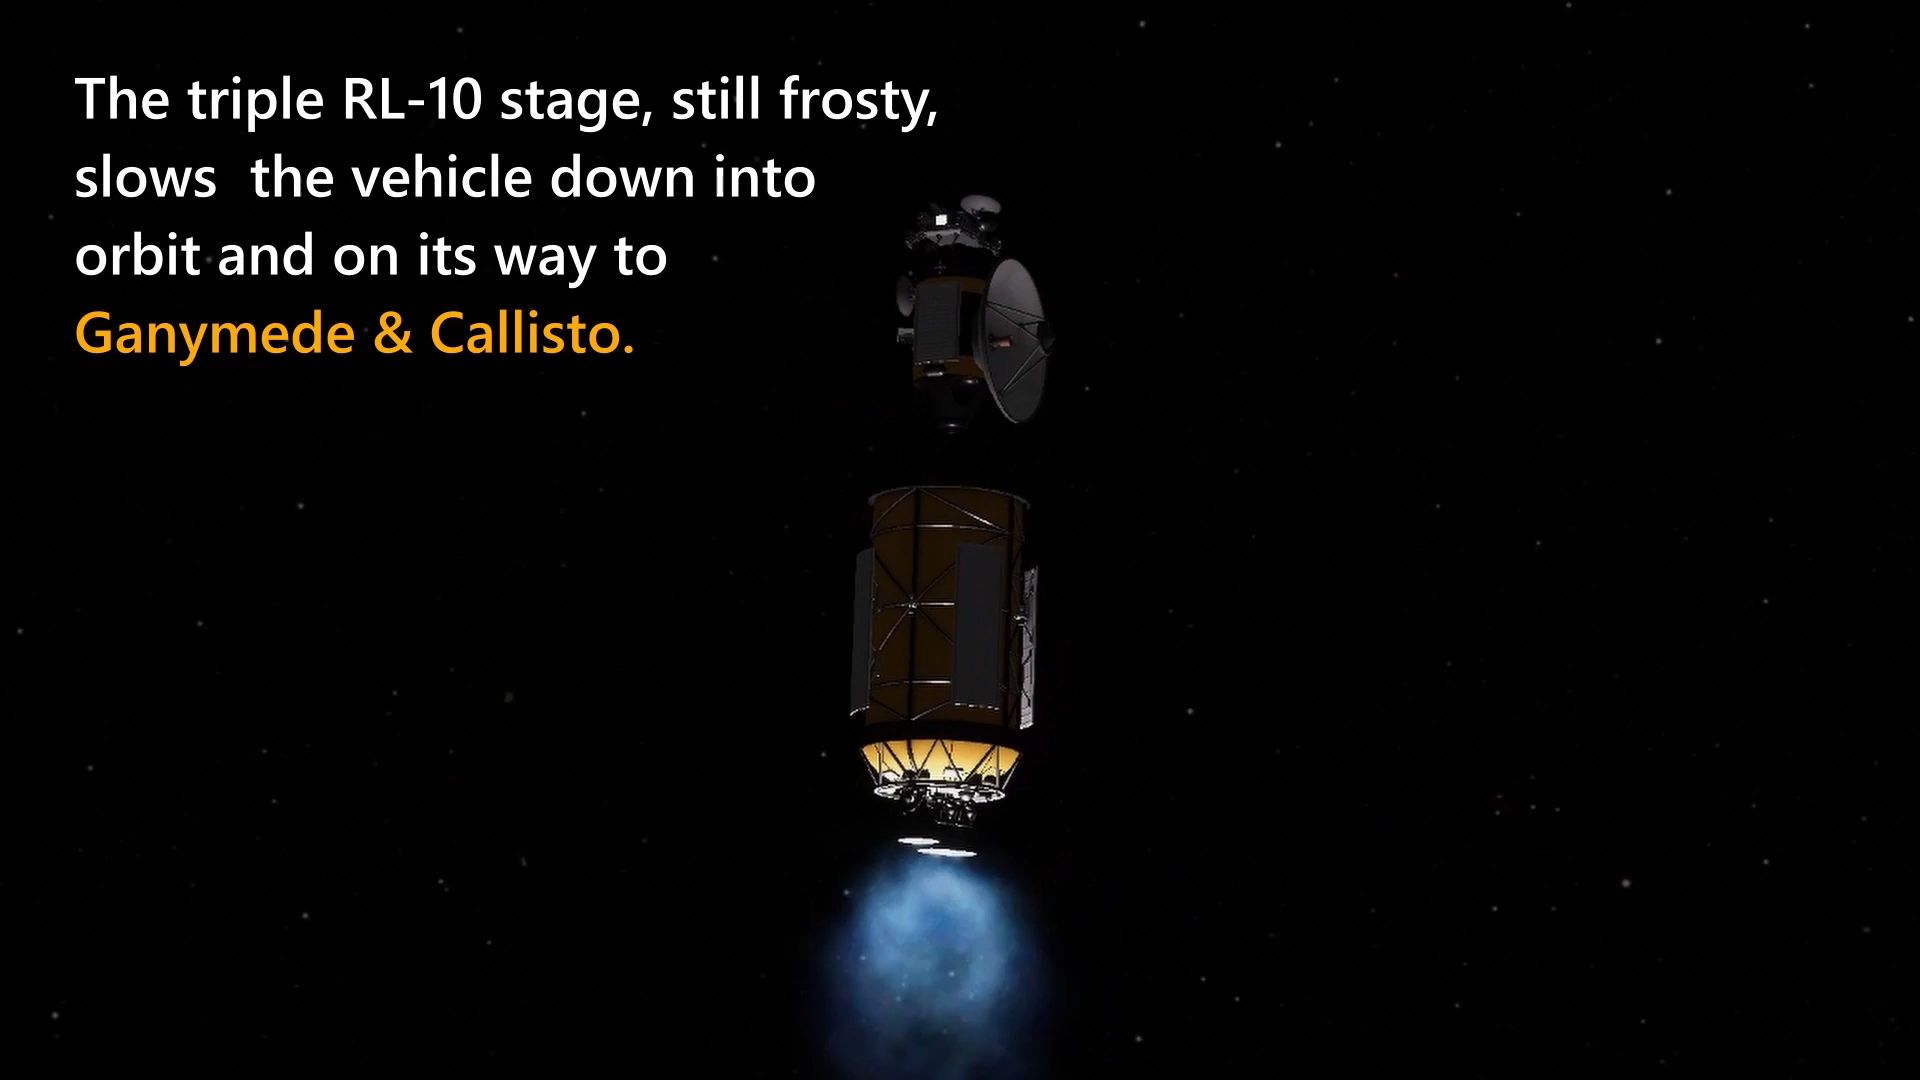 The triple RL-10 stage, still frosty,
slows  the vehicle down into
orbit and on its way to
Ganymede & Callisto.